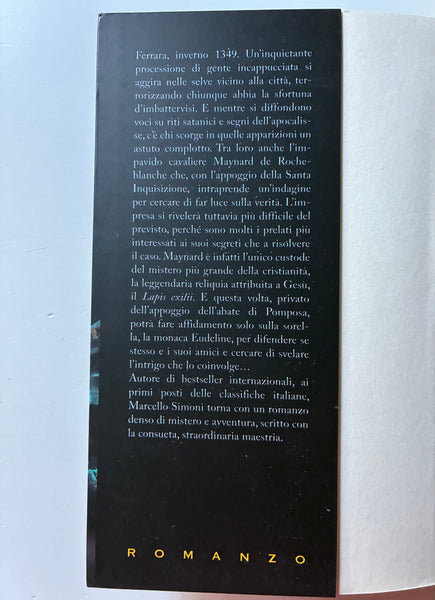 Ferrara, inverno 1349. Un'inquietante
processione di gente incappucciata si
aggira nelle selve vicino alla città, ter-
rorizzando chiunque abbia la sfortuna
d'imbattervisi. E mentre si diffondono
voci su riti satanici e segni dell'apocalis-
se, c'è chi scorge in quelle apparizioni un
astuto complotto. Tra loro anche l'im-
pavido cavaliere Maynard de Roche-
blanche che, con l'appoggio della Santa
Inquisizione, intraprende un'indagine
per cercare di far luce sulla verità. L'im-
presa si rivelerà tuttavia più difficile del
previsto, perché sono molti i prelati più
interessati ai suoi segreti che a risolvere
il caso. Maynard è infatti l'unico custode
del mistero più grande della cristianità,
la leggendaria reliquia attribuita a Gesù,
il Lapis exilii. E questa volta, privato
dell'appoggio dell'abate di Pomposa,
potrà fare affidamento solo sulla sorel-
la, la monaca Eudeline, per difendere se
stesso e i suoi amici e cercare di svelare
l'intrigo che lo coinvolge…
Autore di bestseller internazionali, ai
primi posti delle classifiche italiane,
Marcello Simoni torna con un romanzo
denso di mistero e avventura, scritto con
la consueta, straordinaria maestria.
ROMANZO